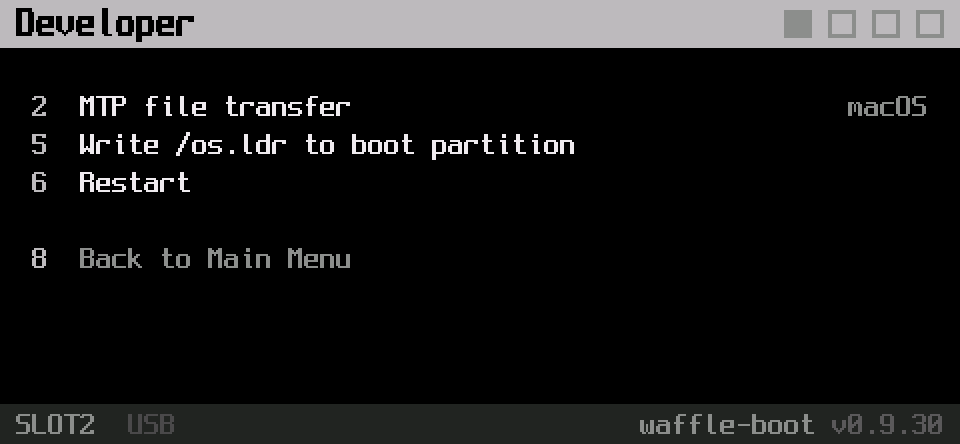 Developer
2 MTP file transfer macOS
5 Write /os.ldr to boot partition
6 Restart
8 Back to Main Menu
SLOT2 USB waffle-boot v0.9.30